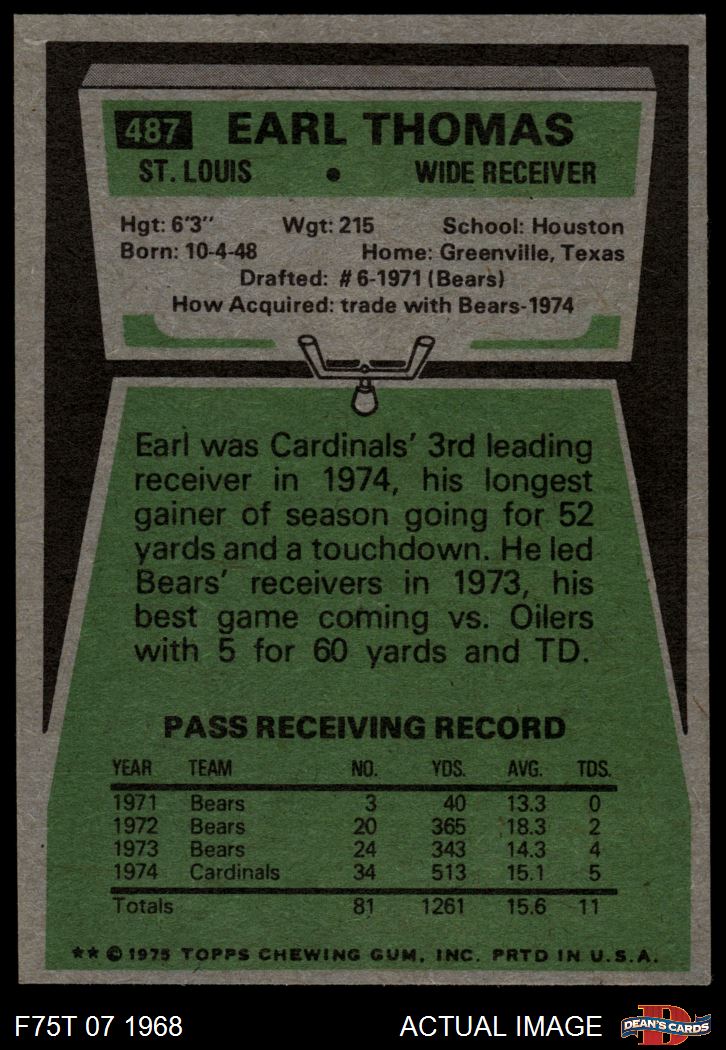 487 EARL THOMAS
ST. LOUIS • WIDE RECEIVER
Hgt: 6'3" Wgt: 215 School: Houston
Born: 10-4-48 Home: Greenville, Texas
Drafted: #6-1971 (Bears)
How Acquired: trade with Bears-1974
Earl was Cardinals' 3rd leading
receiver in 1974, his longest
gainer of season going for 52
yards and a touchdown. He led
Bears' receivers in 1973, his
best game coming vs. Oilers
with 5 for 60 yards and TD.
PASS RECEIVING RECORD
YEAR TEAM NO. YDS. AVG. TDS.
1971 Bears 3 40 13.3 0
1972 Bears 20 365 18.3 2
1973 Bears 24 343 14.3 4
1974 Cardinals 34 513 15.1 5
Totals 81 1261 15.6 11
** © 1975 TOPPS CHEWING GUM, INC. PRTD IN U.S.A.
F75T 07 1968 ACTUAL IMAGE D DEAN'S CARDS